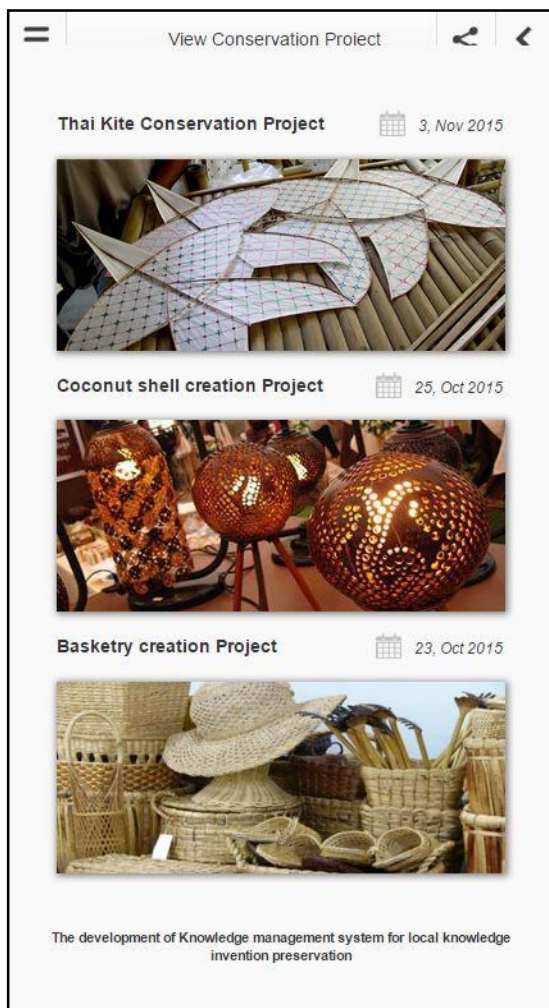 View Conservation Project
Thai Kite Conservation Project 3, Nov 2015
Coconut shell creation Project 25, Oct 2015
Basketry creation Project 23, Oct 2015
The development of Knowledge management system for local knowledge
invention preservation